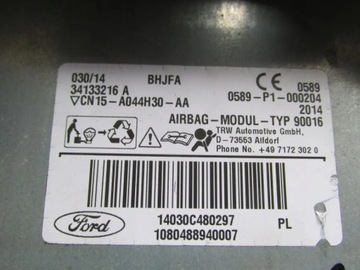 030/14 BHJFA CE 0589
34133216 A 0589-P1-000204
▽CN15-A044H30-AA 2014
AIRBAG-MODUL-TYP 90016
TRW Automotive GmbH,
D-73553 Alfdorf
Phone No. +49 7172 302 0
Ford
14030C480297 PL
1080488940007